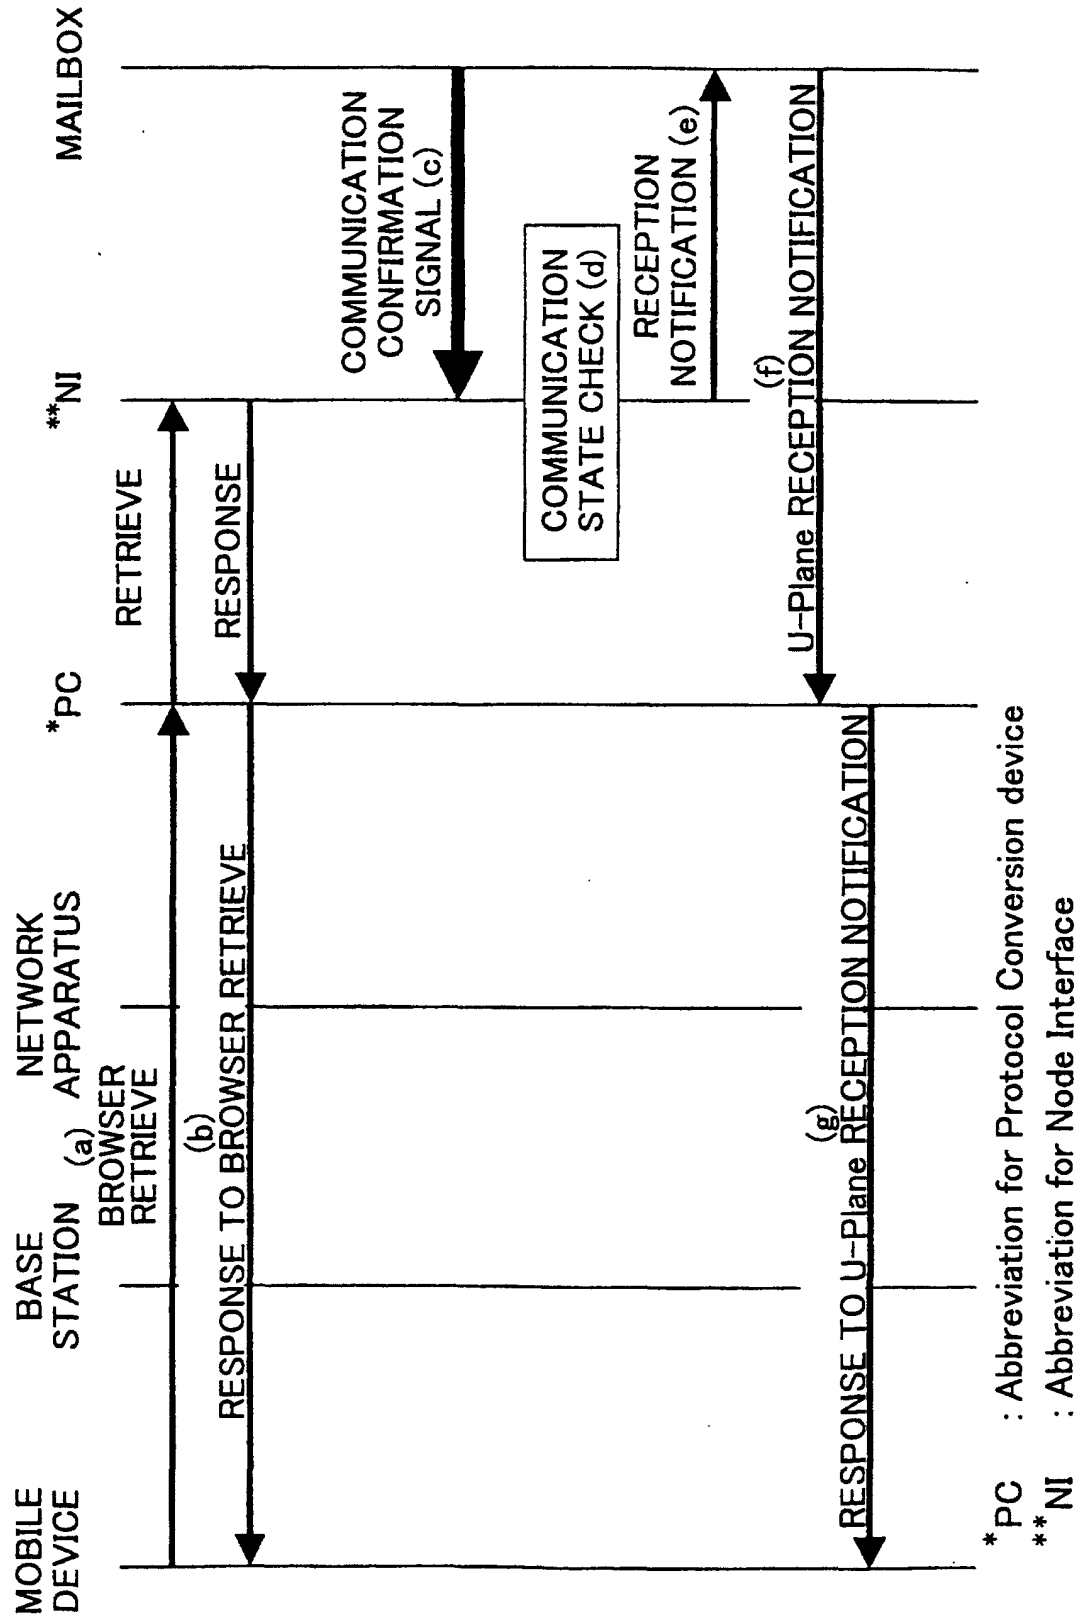 MOBILE
DEVICE
BASE
STATION
NETWORK
APPARATUS
*PC
**NI
MAILBOX
(a)
BROWSER
RETRIEVE
RETRIEVE
(b)
RESPONSE TO BROWSER RETRIEVE
RESPONSE
COMMUNICATION
CONFIRMATION
SIGNAL (c)
COMMUNICATION
STATE CHECK (d)
RECEPTION
NOTIFICATION (e)
(f)
U-Plane RECEPTION NOTIFICATION
(g)
RESPONSE TO U-Plane RECEPTION NOTIFICATION
*PC : Abbreviation for Protocol Conversion device
**NI : Abbreviation for Node Interface